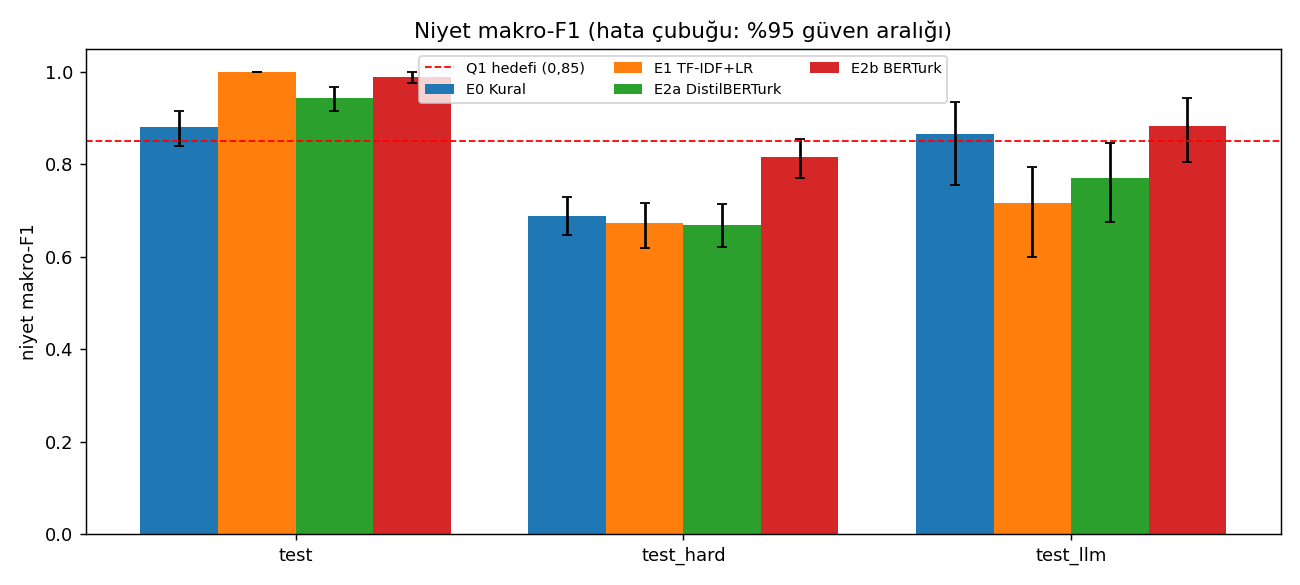 Niyet makro-F1 (hata çubuğu: %95 güven aralığı)
Q1 hedefi (0,85)
E0 Kural
E1 TF-IDF+LR
E2a DistilBERTurk
E2b BERTurk
niyet makro-F1
1.0
0.8
0.6
0.4
0.2
0.0
test
test_hard
test_llm